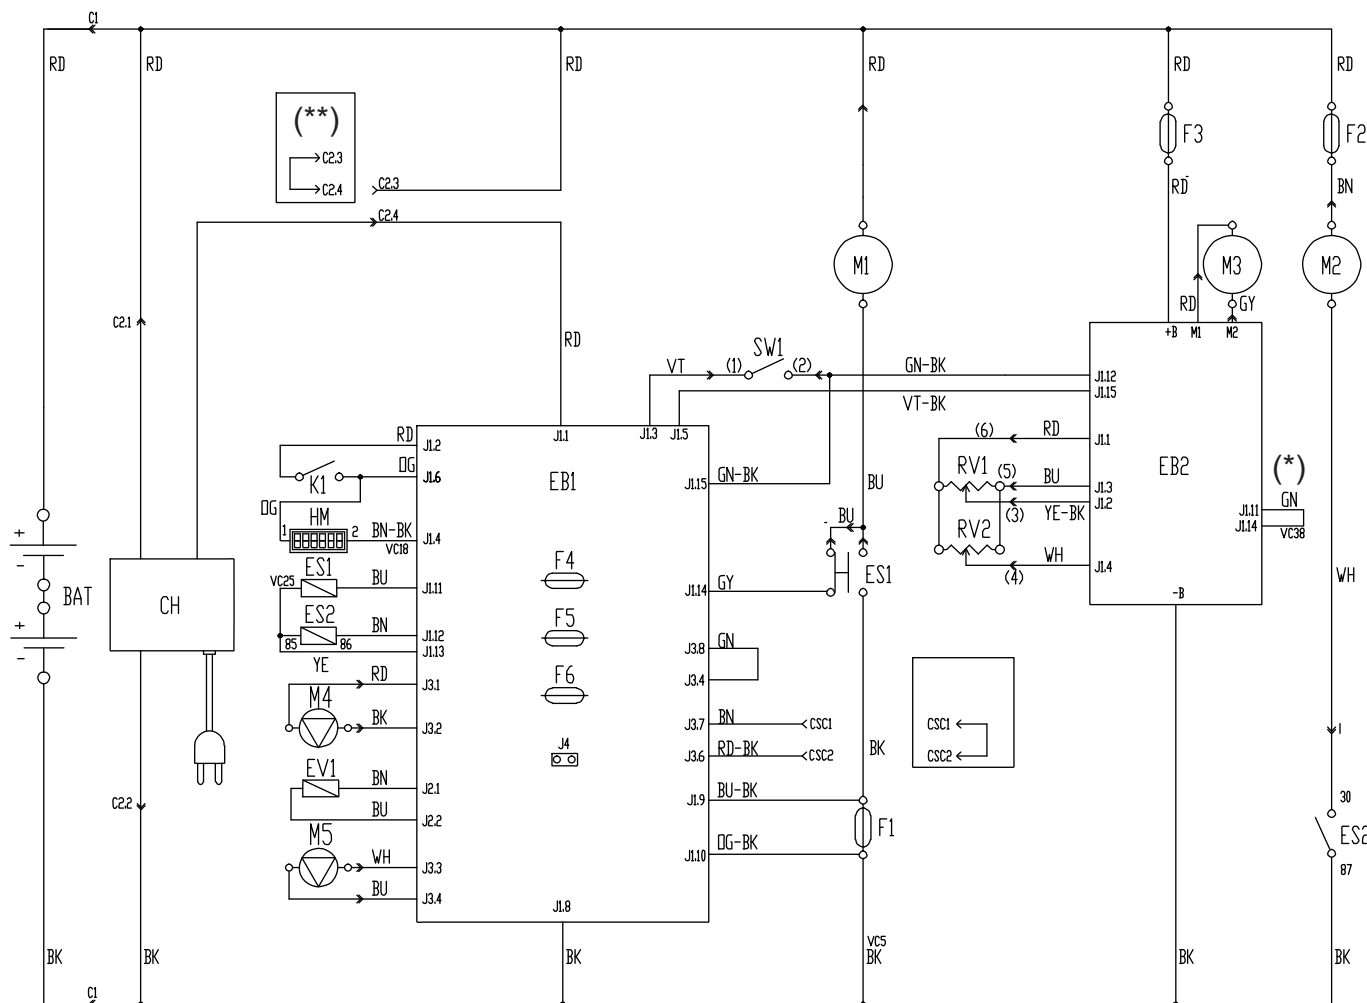 C1
RD RD RD RD RD RD
(**)
C2.3
C2.4
C2.3
C2.4
F3 F2
RD BN
M1 M3 M2
RD GY
C2.1
+B M1 M2
RD
SW1
VT (1) (2) GN-BK J1.12
VT-BK J1.15
J1.1 J1.3 J1.5
RD J1.2
OG J1.6
K1
EB1
GN-BK
J1.15
BU
(6) RD J1.1
RV1 (5) BU J1.3
(3) YE-BK J1.2
EB2
(*)
GN
J1.11
J1.14
VC38
RV2
WH
(4) J1.4
OG HM
1 2 BN-BK J1.4
VC18
BU
ES1
VC25 ES1 BU J1.11
F4
GY
J1.14
-B
WH
+
-
BAT
+
-
CH
ES2 BN
85 86 J1.12
J1.13
YE
F5
GN
J3.8
J3.4
RD J3.1
M4
BK J3.2
F6
J4
BN
J3.7 CSC1
RD-BK
J3.6 CSC2
BK
CSC1
CSC2
I
EV1 BN J2.1
BU J2.2
BU-BK
J1.9
F1
OG-BK
J1.10
C2.2
30
ES2
87
M5
WH J3.3
BU J3.4
J1.8
VC5
BK BK BK BK BK BK
C1